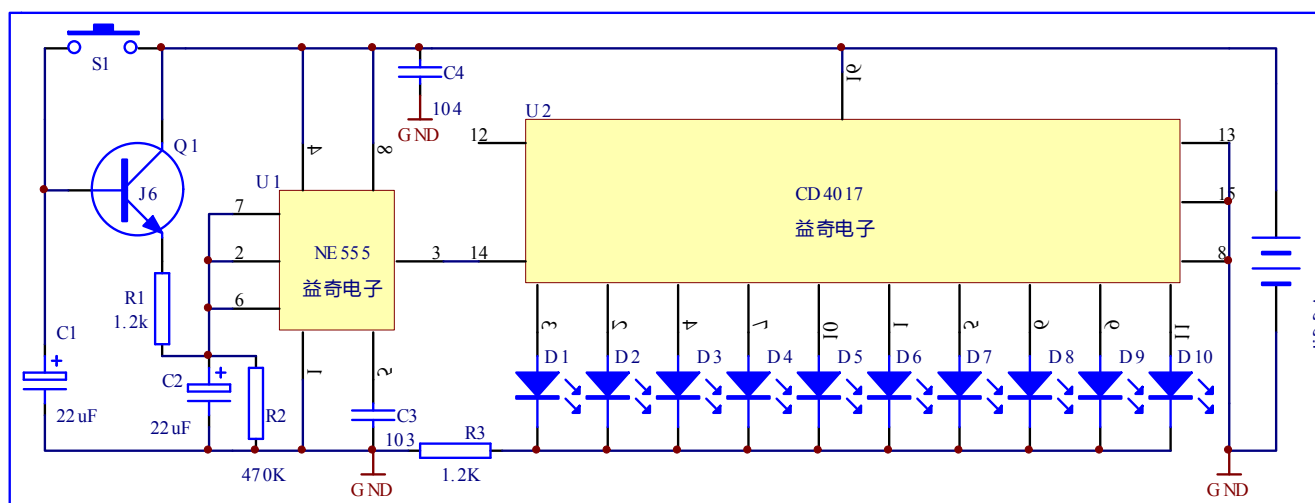 S1
C4
104
GND
16
U2
12
13
Q1
4
8
J6
U1
CD4017
15
7
NE555
益奇电子
益奇电子
2
3
14
8
6
R1
1.2k
C1
3
2
4
7
10
1
5
6
9
11
D1
D2
D3
D4
D5
D6
D7
D8
D9
D10
1
5
C2
22uF
22uF
R2
C3
103
R3
1.2K
470K
GND
GND